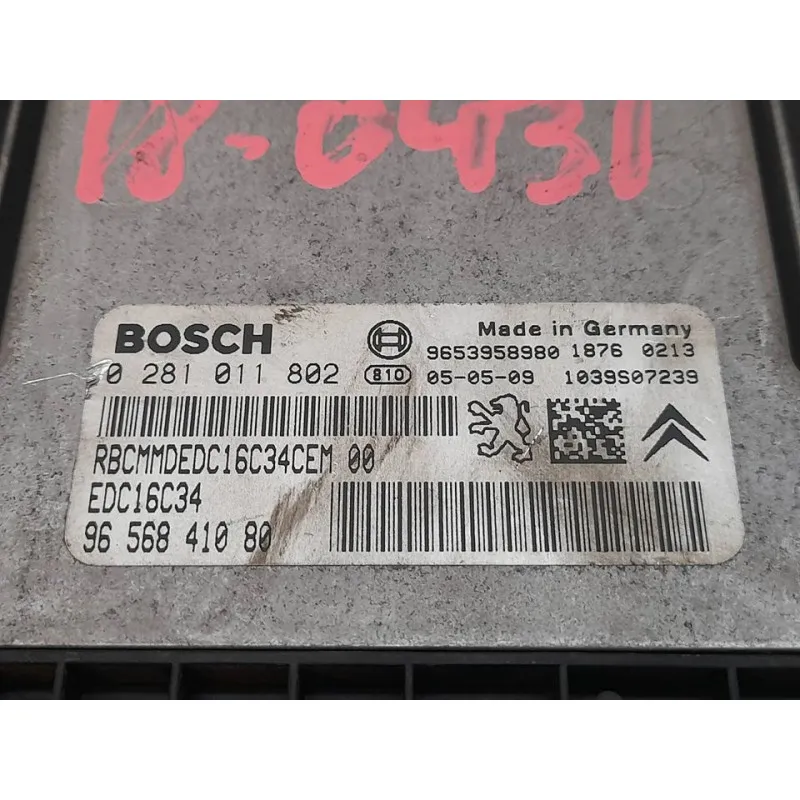 18-0431
BOSCH
Made in Germany
9653958980 1876 0213
0 281 011 802
810
05-05-09 1039S07239
RBCMMDEDC16C34CEM 00
EDC16C34
96 568 410 80